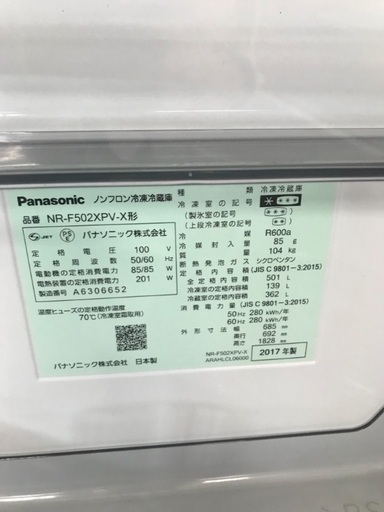 Panasonic ノンフロン冷凍冷蔵庫
品番 NR-F502XPV-X形
JET PSE パナソニック株式会社
定格電圧 100 V
定格周波数 50/60 Hz
電動機の定格消費電力 85/85 W
電熱装置の定格消費電力 201 W
製造番号 A6306652
温度ヒューズの定格動作温度
70℃(冷凍室霜取用)
パナソニック株式会社 日本製
種類 冷凍冷蔵庫
冷凍室の記号
(製氷室の記号)
(上段冷凍室の記号)
冷媒 R600a
冷媒封入量 85 g
質量 104 kg
断熱発泡ガス シクロペンタン
定格内容積 (JIS C 9801-3:2015)
全定格内容積 501 L
冷凍室の定格内容積 139 L
冷蔵室の定格内容積 362 L
消費電力量 (JIS C 9801-3:2015)
50 Hz 280 kWh/年
60 Hz 280 kWh/年
外形寸法 幅 685 mm
奥行 692 mm
高さ 1828 mm
NR-F502XPV-X
ARAHLCL06000
2017年製